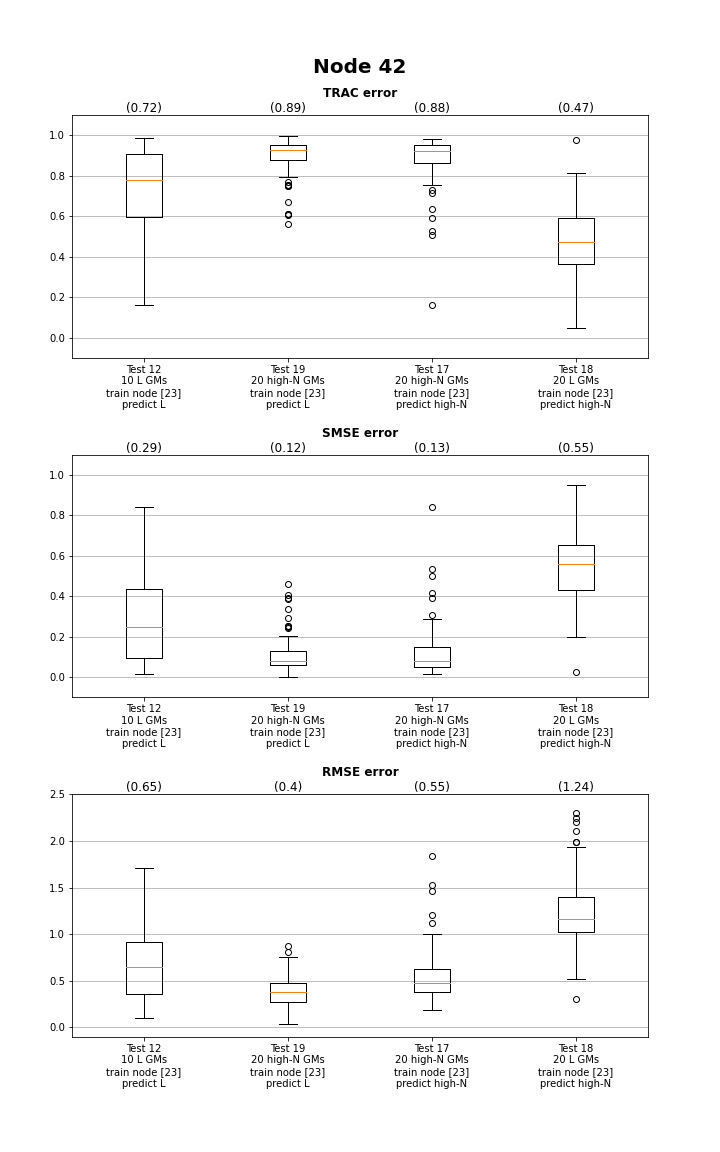 Node 42
TRAC error
(0.72) (0.89) (0.88) (0.47)
1.0
0.8
0.6
0.4
0.2
0.0
Test 12 Test 19 Test 17 Test 18
10 L GMs 20 high-N GMs 20 high-N GMs 20 L GMs
train node [23] train node [23] train node [23] train node [23]
predict L predict L predict high-N predict high-N
SMSE error
(0.29) (0.12) (0.13) (0.55)
1.0
0.8
0.6
0.4
0.2
0.0
Test 12 Test 19 Test 17 Test 18
10 L GMs 20 high-N GMs 20 high-N GMs 20 L GMs
train node [23] train node [23] train node [23] train node [23]
predict L predict L predict high-N predict high-N
RMSE error
(0.65) (0.4) (0.55) (1.24)
2.5
2.0
1.5
1.0
0.5
0.0
Test 12 Test 19 Test 17 Test 18
10 L GMs 20 high-N GMs 20 high-N GMs 20 L GMs
train node [23] train node [23] train node [23] train node [23]
predict L predict L predict high-N predict high-N